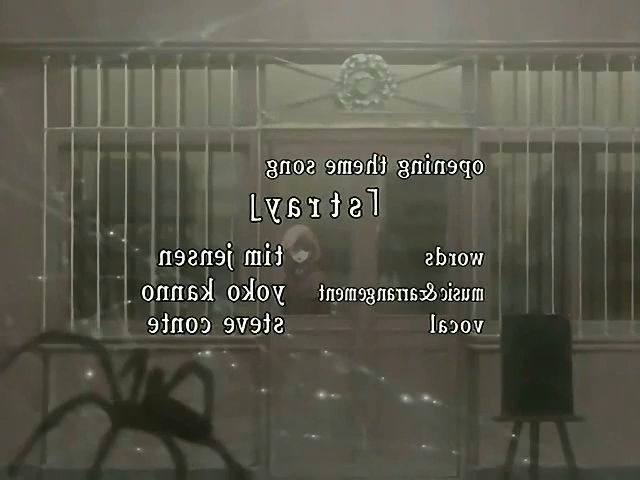 opening theme song
「stray」
words tim jensen
music&arrangement yoko kanno
vocal steve conte